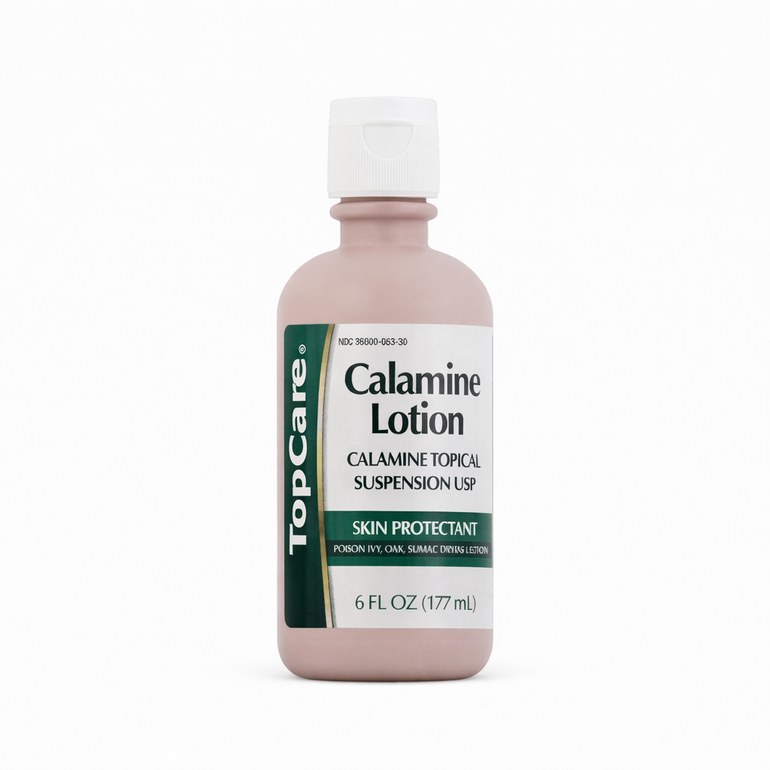 TopCare®
NDC 36800-063-30
Calamine
Lotion
CALAMINE TOPICAL
SUSPENSION USP
SKIN PROTECTANT
POISON IVY, OAK, SUMAC
6 FL OZ (177 mL)